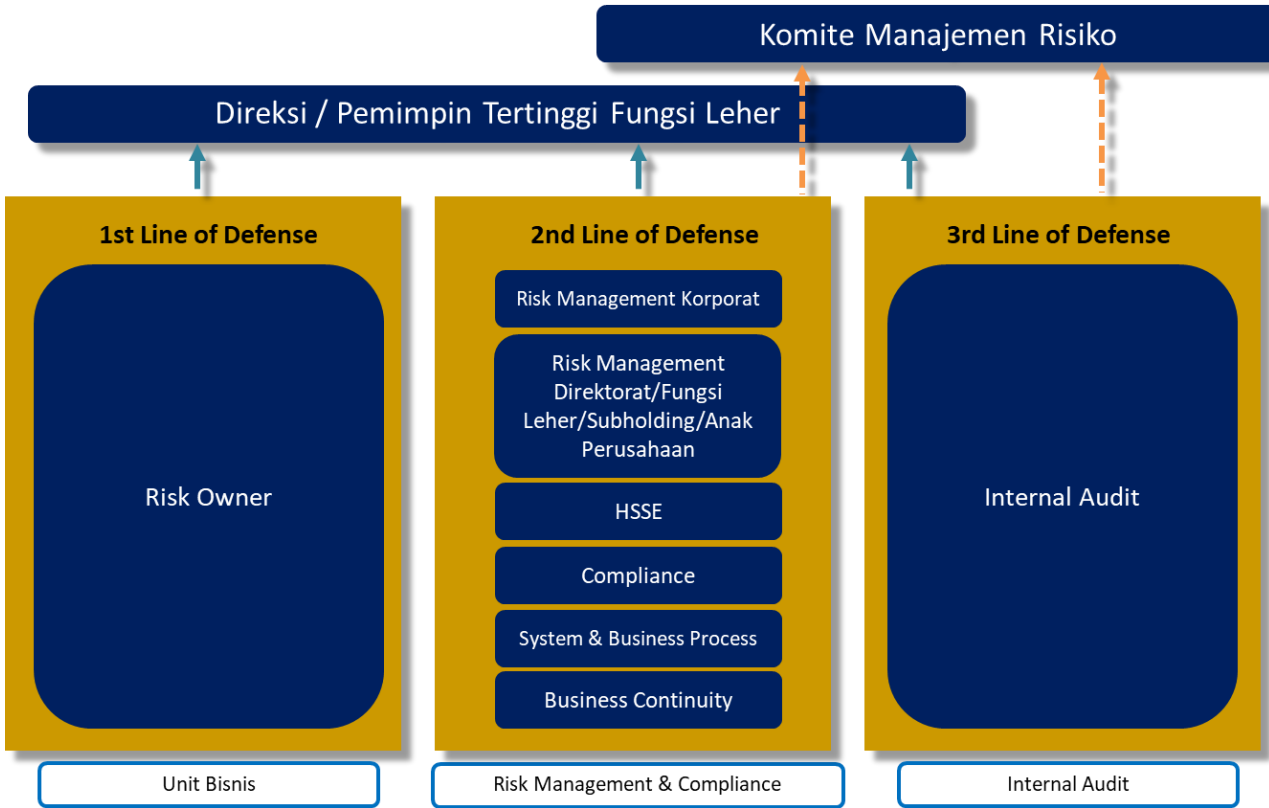 Komite Manajemen Risiko
Direksi / Pemimpin Tertinggi Fungsi Leher
1st Line of Defense
Risk Owner
Unit Bisnis
2nd Line of Defense
Risk Management Korporat
Risk Management
Direktorat/Fungsi
Leher/Subholding/Anak
Perusahaan
HSSE
Compliance
System & Business Process
Business Continuity
Risk Management & Compliance
3rd Line of Defense
Internal Audit
Internal Audit